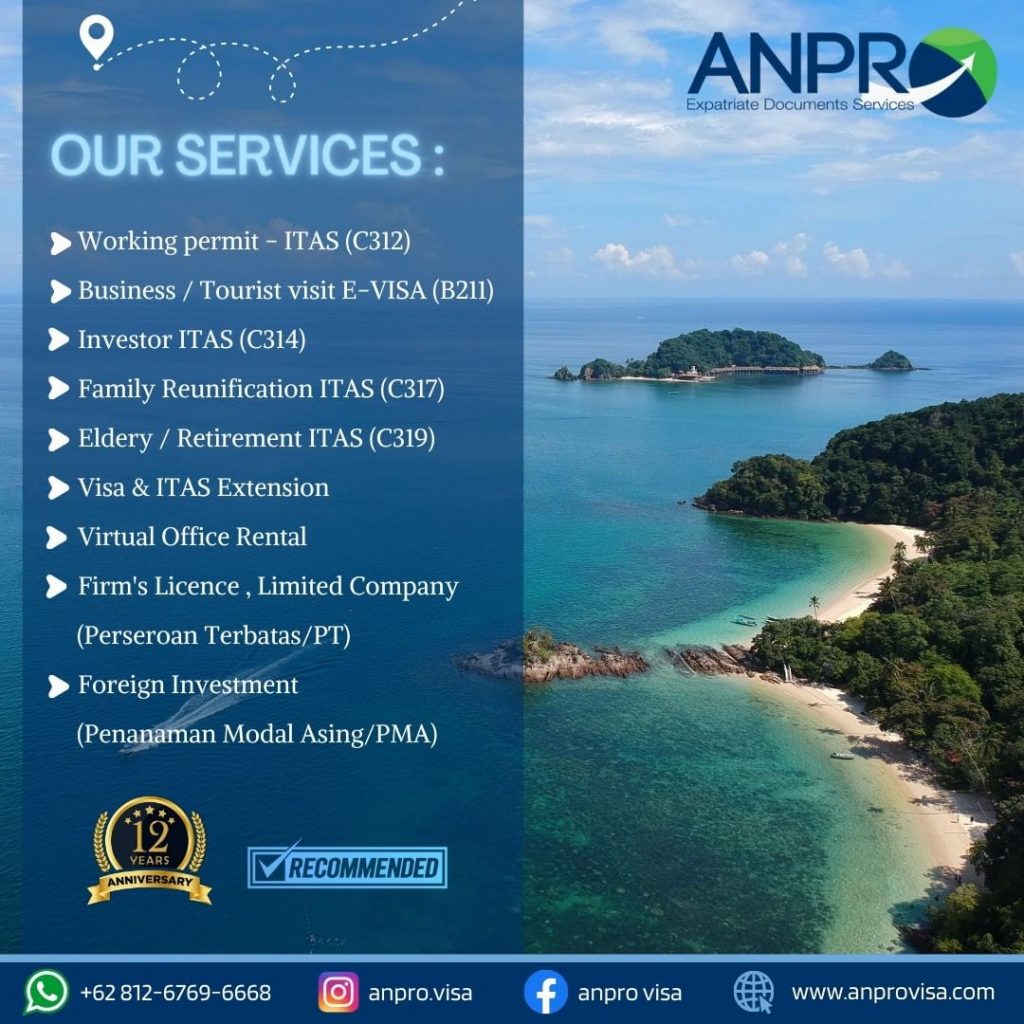 ANPRO
Expatriate Documents Services
OUR SERVICES :
Working permit - ITAS (C312)
Business / Tourist visit E-VISA (B211)
Investor ITAS (C314)
Family Reunification ITAS (C317)
Eldery / Retirement ITAS (C319)
Visa & ITAS Extension
Virtual Office Rental
Firm's Licence , Limited Company
(Perseroan Terbatas/PT)
Foreign Investment
(Penanaman Modal Asing/PMA)
12
YEARS
ANNIVERSARY
RECOMMENDED
+62 812-6769-6668
anpro.visa
anpro visa
www.anprovisa.com